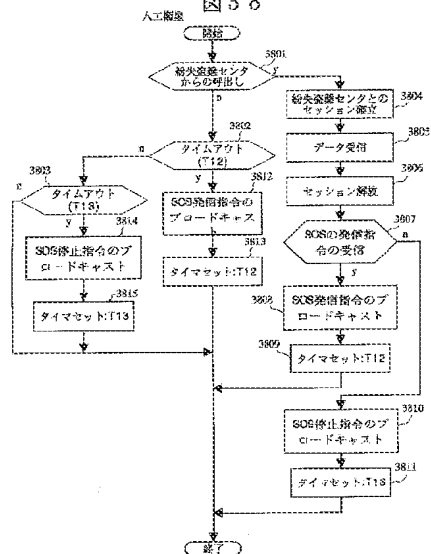 図38
人工衛星
開始
3801
紛失盗難センタ
からの呼出し
y
n
3802
タイムアウト
(T12)
n
y
3803
タイムアウト
(T13)
n
y
3814
SOS停止指令のブ
ロードキャスト
3815
タイマセット:T13
3812
SOS発信指令の
ブロードキャス
3813
タイマセット:T12
3804
紛失盗難センタとの
セッション確立
3805
データ受信
3806
セッション解放
3807
SOSの発信指
令の受信
n
y
3808
SOS発信指令のブ
ロードキャスト
3809
タイマセット:T12
3810
SOS停止指令のブ
ロードキャスト
3811
タイマセット:T13
終了